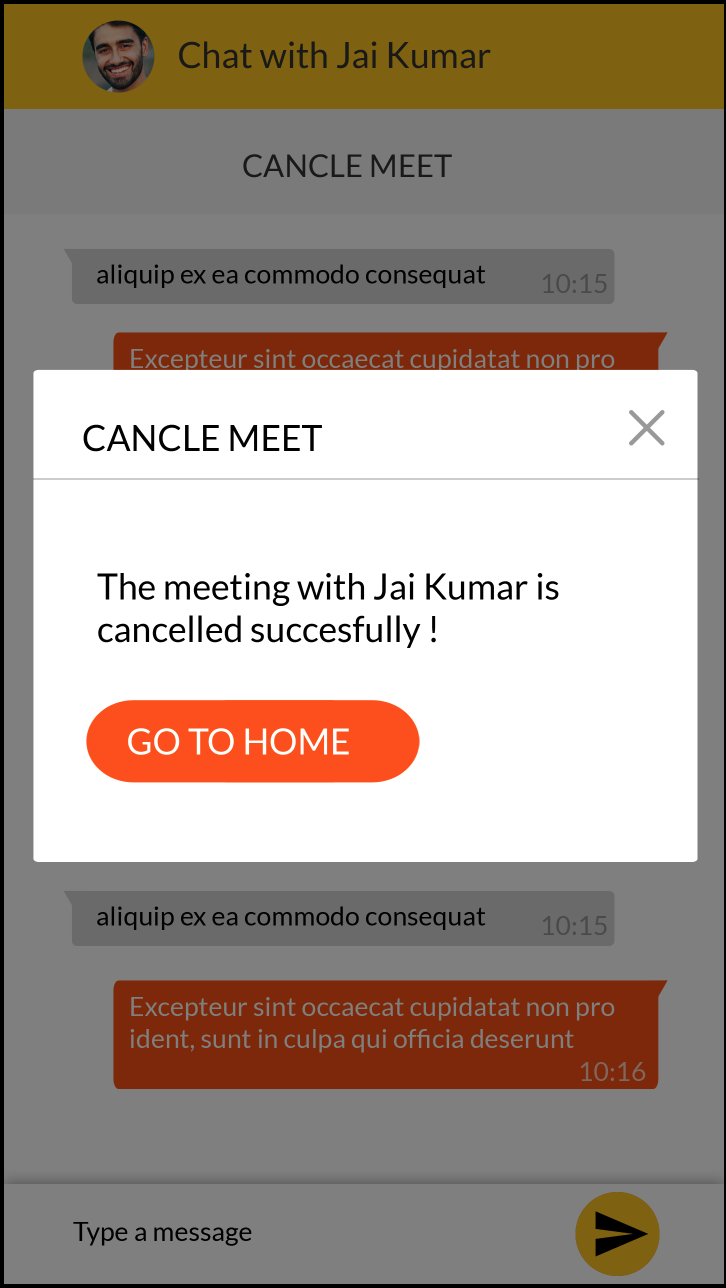 Chat with Jai Kumar
CANCLE MEET
aliquip ex ea commodo consequat
10:15
Excepteur sint occaecat cupidatat non pro
CANCLE MEET
The meeting with Jai Kumar is
cancelled succesfully !
GO TO HOME
aliquip ex ea commodo consequat
10:15
Excepteur sint occaecat cupidatat non pro
ident, sunt in culpa qui officia deserunt
10:16
Type a message